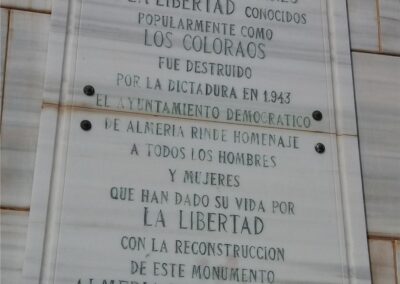 LA LIBERTAD CONOCIDOS
POPULARMENTE COMO
LOS COLORAOS
FUE DESTRUIDO
POR LA DICTADURA EN 1.943
EL AYUNTAMIENTO DEMOCRATICO
DE ALMERIA RINDE HOMENAJE
A TODOS LOS HOMBRES
Y MUJERES
QUE HAN DADO SU VIDA POR
LA LIBERTAD
CON LA RECONSTRUCCION
DE ESTE MONUMENTO
ALMERIA